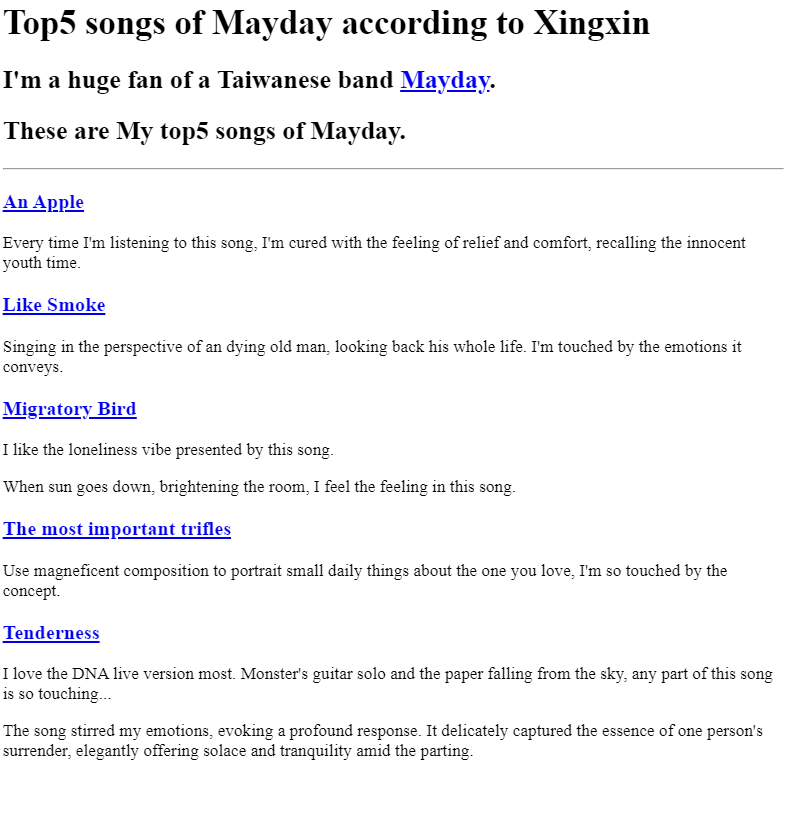 Top5 songs of Mayday according to Xingxin
I'm a huge fan of a Taiwanese band Mayday.
These are My top5 songs of Mayday.
An Apple
Every time I'm listening to this song, I'm cured with the feeling of relief and comfort, recalling the innocent
youth time.
Like Smoke
Singing in the perspective of an dying old man, looking back his whole life. I'm touched by the emotions it
conveys.
Migratory Bird
I like the loneliness vibe presented by this song.
When sun goes down, brightening the room, I feel the feeling in this song.
The most important trifles
Use magneficent composition to portrait small daily things about the one you love, I'm so touched by the
concept.
Tenderness
I love the DNA live version most. Monster's guitar solo and the paper falling from the sky, any part of this song
is so touching...
The song stirred my emotions, evoking a profound response. It delicately captured the essence of one person's
surrender, elegantly offering solace and tranquility amid the parting.